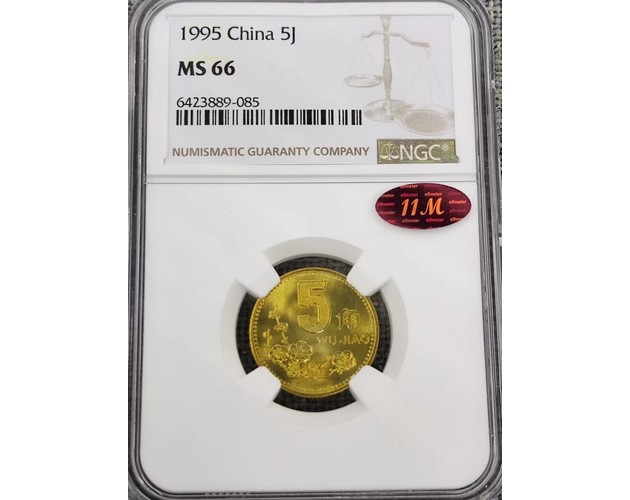 1995 China 5J
MS 66
6423889-085
NUMISMATIC GUARANTY COMPANY
NGC®
11M
5 角
WU JIAO